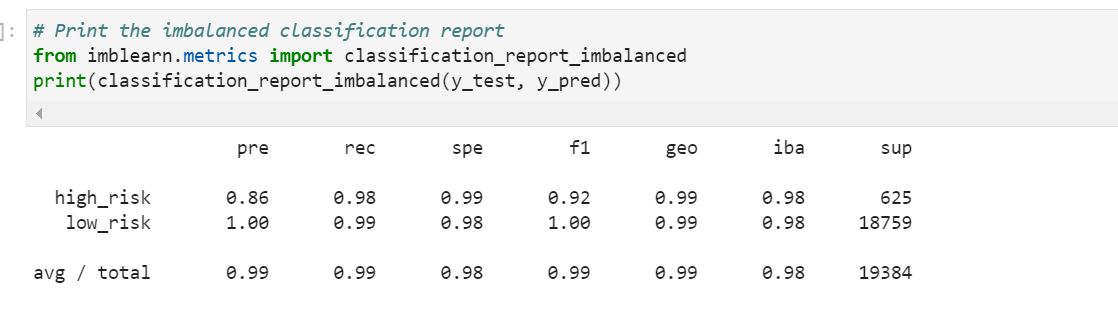 ]: # Print the imbalanced classification report
from imblearn.metrics import classification_report_imbalanced
print(classification_report_imbalanced(y_test, y_pred))
pre rec spe f1 geo iba sup
high_risk 0.86 0.98 0.99 0.92 0.99 0.98 625
low_risk 1.00 0.99 0.98 1.00 0.99 0.98 18759
avg / total 0.99 0.99 0.98 0.99 0.99 0.98 19384